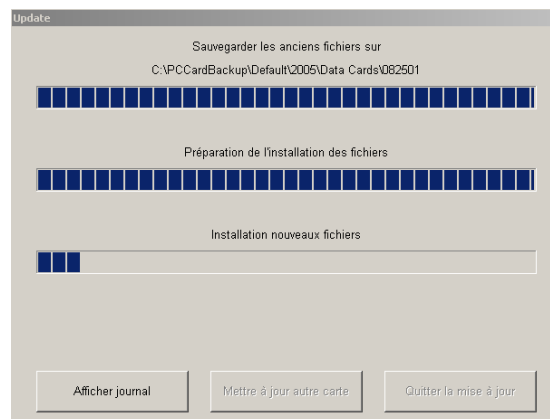 Update
Sauvegarder les anciens fichiers sur
C:\PCCardBackup\Default\2005\Data Cards\082501
Préparation de l'installation des fichiers
Installation nouveaux fichiers
Afficher journal
Mettre à jour autre carte
Quitter la mise à jour